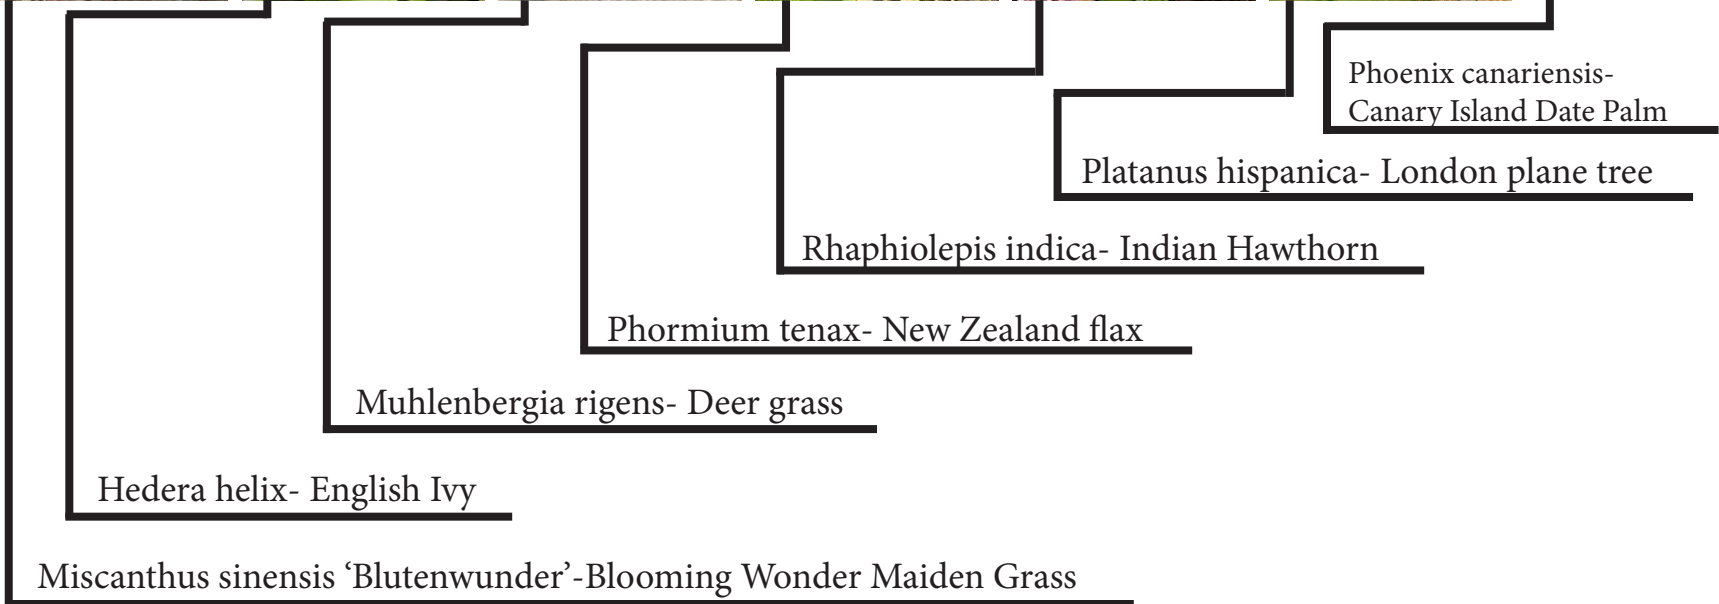 Phoenix canariensis-
Canary Island Date Palm
Platanus hispanica- London plane tree
Rhaphiolepis indica- Indian Hawthorn
Phormium tenax- New Zealand flax
Muhlenbergia rigens- Deer grass
Hedera helix- English Ivy
Miscanthus sinensis ‘Blutenwunder’-Blooming Wonder Maiden Grass